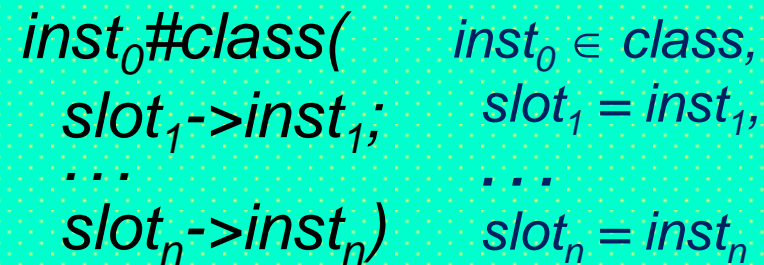 inst₀#class( inst₀ ∈ class,
slot₁->inst₁; slot₁ = inst₁,
... ...
slotₙ->instₙ) slotₙ = instₙ